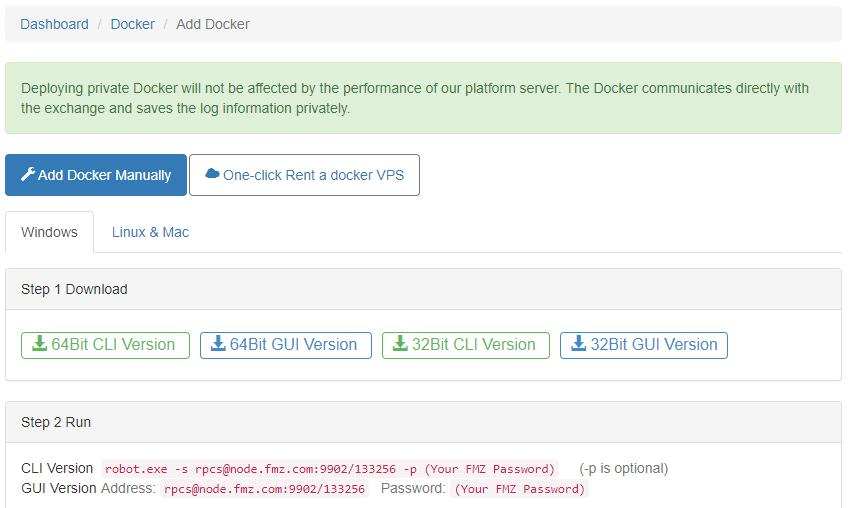 Dashboard / Docker / Add Docker
Deploying private Docker will not be affected by the performance of our platform server. The Docker communicates directly with
the exchange and saves the log information privately.
Add Docker Manually One-click Rent a docker VPS
Windows Linux & Mac
Step 1 Download
64Bit CLI Version 64Bit GUI Version 32Bit CLI Version 32Bit GUI Version
Step 2 Run
CLI Version robot.exe -s rpcs@node.fmz.com:9902/133256 -p (Your FMZ Password) (-p is optional)
GUI Version Address: rpcs@node.fmz.com:9902/133256 Password: (Your FMZ Password)